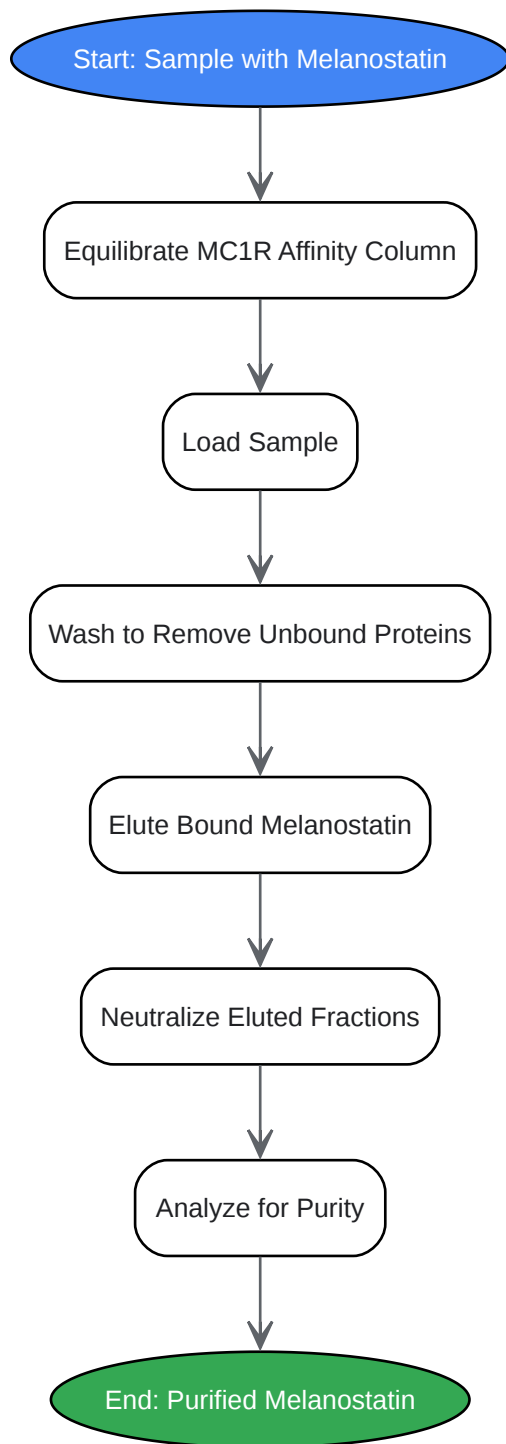 Start: Sample with Melanostatin
Equilibrate MC1R Affinity Column
Load Sample
Wash to Remove Unbound Proteins
Elute Bound Melanostatin
Neutralize Eluted Fractions
Analyze for Purity
End: Purified Melanostatin